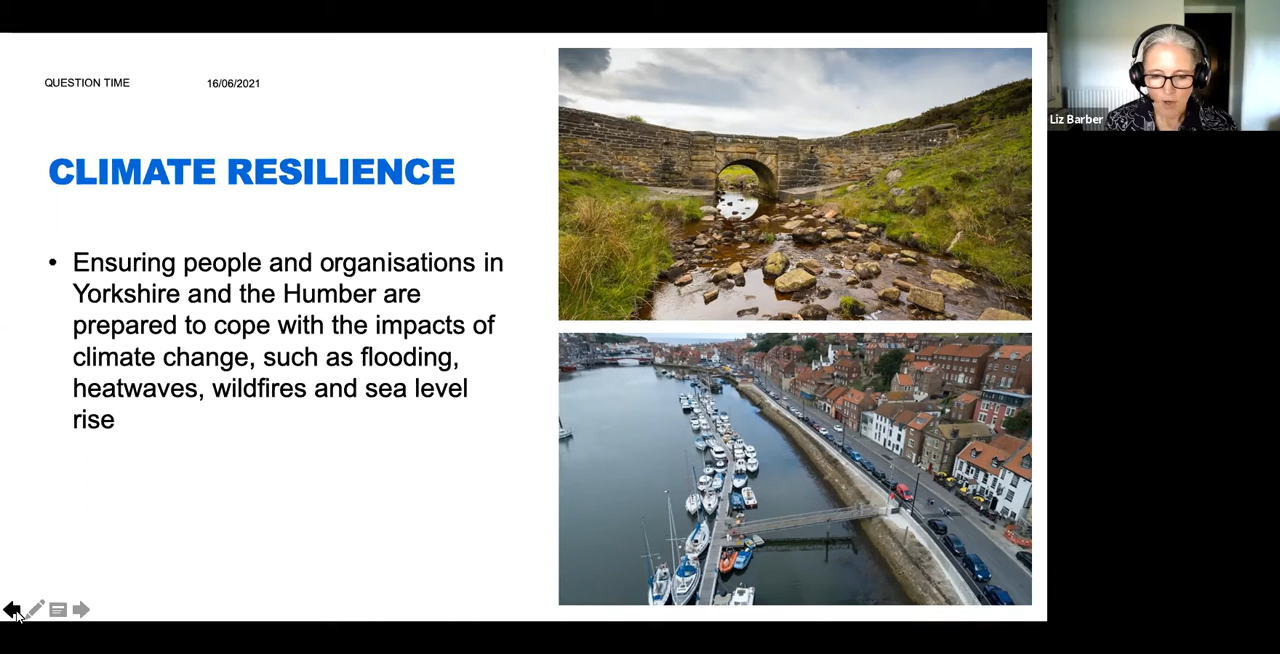 QUESTION TIME 16/06/2021
CLIMATE RESILIENCE
• Ensuring people and organisations in
Yorkshire and the Humber are
prepared to cope with the impacts of
climate change, such as flooding,
heatwaves, wildfires and sea level
rise
Liz Barber